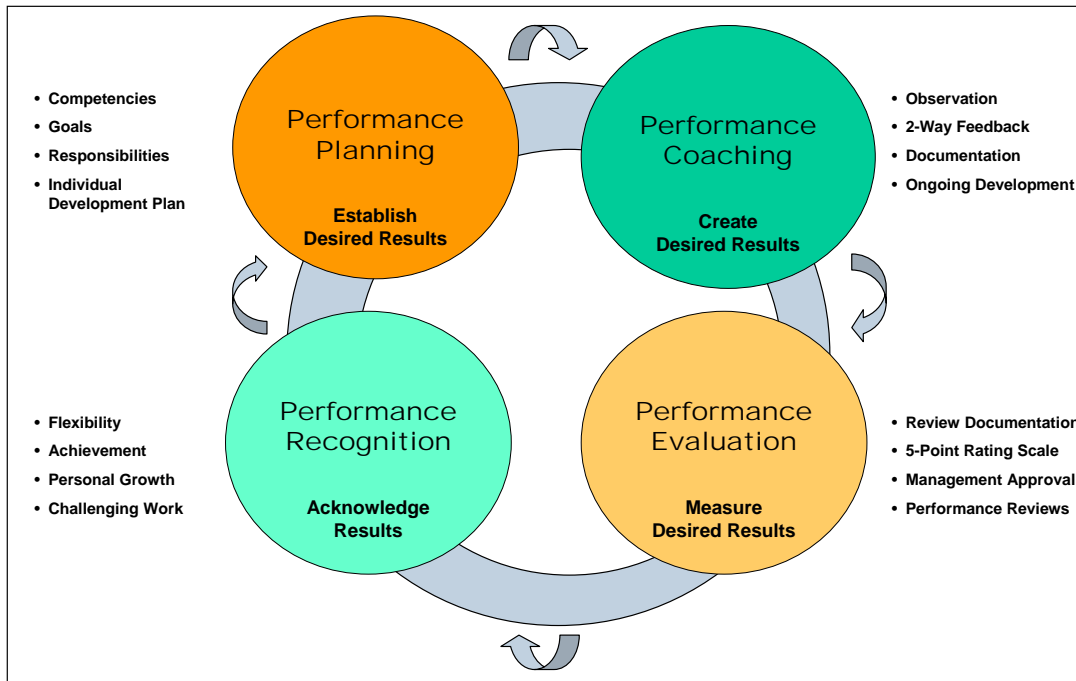 • Competencies
• Goals
• Responsibilities
• Individual
Development Plan
Performance
Planning
Establish
Desired Results
Performance
Coaching
Create
Desired Results
• Observation
• 2-Way Feedback
• Documentation
• Ongoing Development
• Flexibility
• Achievement
• Personal Growth
• Challenging Work
Performance
Recognition
Acknowledge
Results
Performance
Evaluation
Measure
Desired Results
• Review Documentation
• 5-Point Rating Scale
• Management Approval
• Performance Reviews